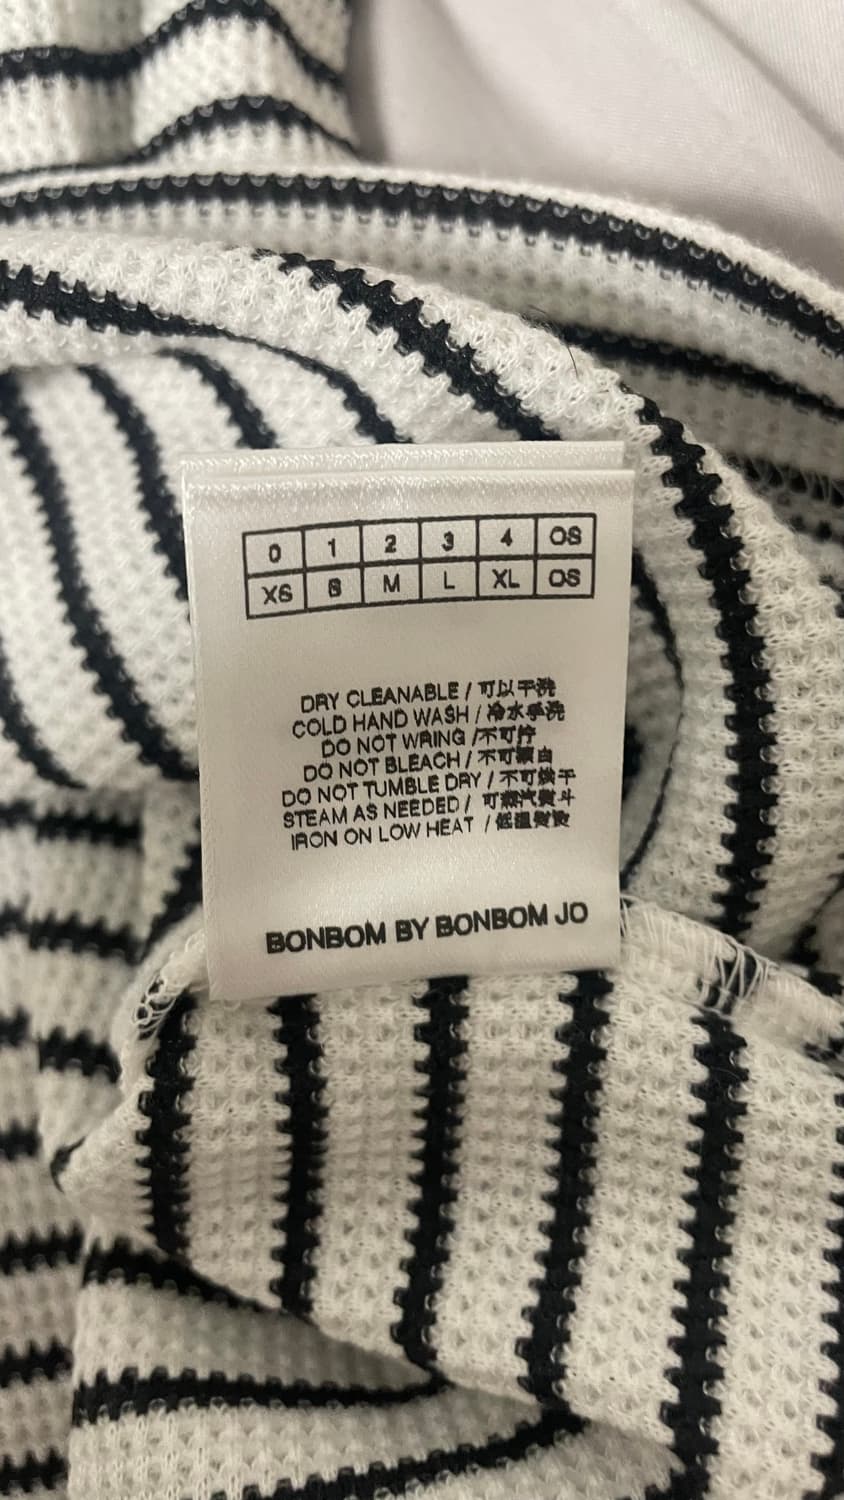 0 1 2 3 4 OS
XS S M L XL OS
DRY CLEANABLE / 可以干洗
COLD HAND WASH / 冷水手洗
DO NOT WRING /不可拧
DO NOT BLEACH / 不可漂白
DO NOT TUMBLE DRY / 不可烘干
STEAM AS NEEDED / 可蒸汽熨斗
IRON ON LOW HEAT / 低温熨烫
BONBOM BY BONBOM JO